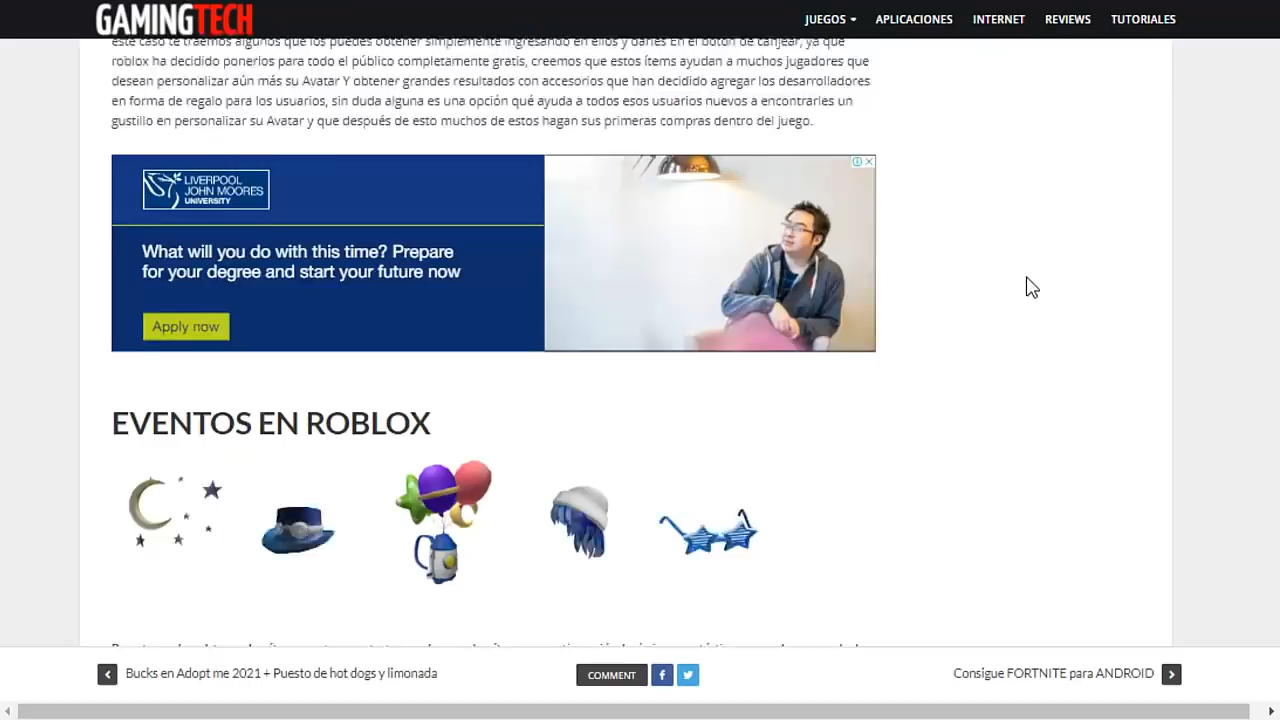 GAMINGTECH
JUEGOS
APLICACIONES
INTERNET
REVIEWS
TUTORIALES
este caso te traemos algunos que los puedes obtener simplemente ingresando en ellos y darles En el botón de canjear, ya que
roblox ha decidido ponerlos para todo el público completamente gratis, creemos que estos ítems ayudan a muchos jugadores que
desean personalizar aún más su Avatar Y obtener grandes resultados con accesorios que han decidido agregar los desarrolladores
en forma de regalo para los usuarios, sin duda alguna es una opción qué ayuda a todos esos usuarios nuevos a encontrarles un
gustillo en personalizar su Avatar y que después de esto muchos de estos hagan sus primeras compras dentro del juego.
LIVERPOOL
JOHN MOORES
UNIVERSITY
What will you do with this time? Prepare
for your degree and start your future now
Apply now
EVENTOS EN ROBLOX
Bucks en Adopt me 2021 + Puesto de hot dogs y limonada
COMMENT
Consigue FORTNITE para ANDROID